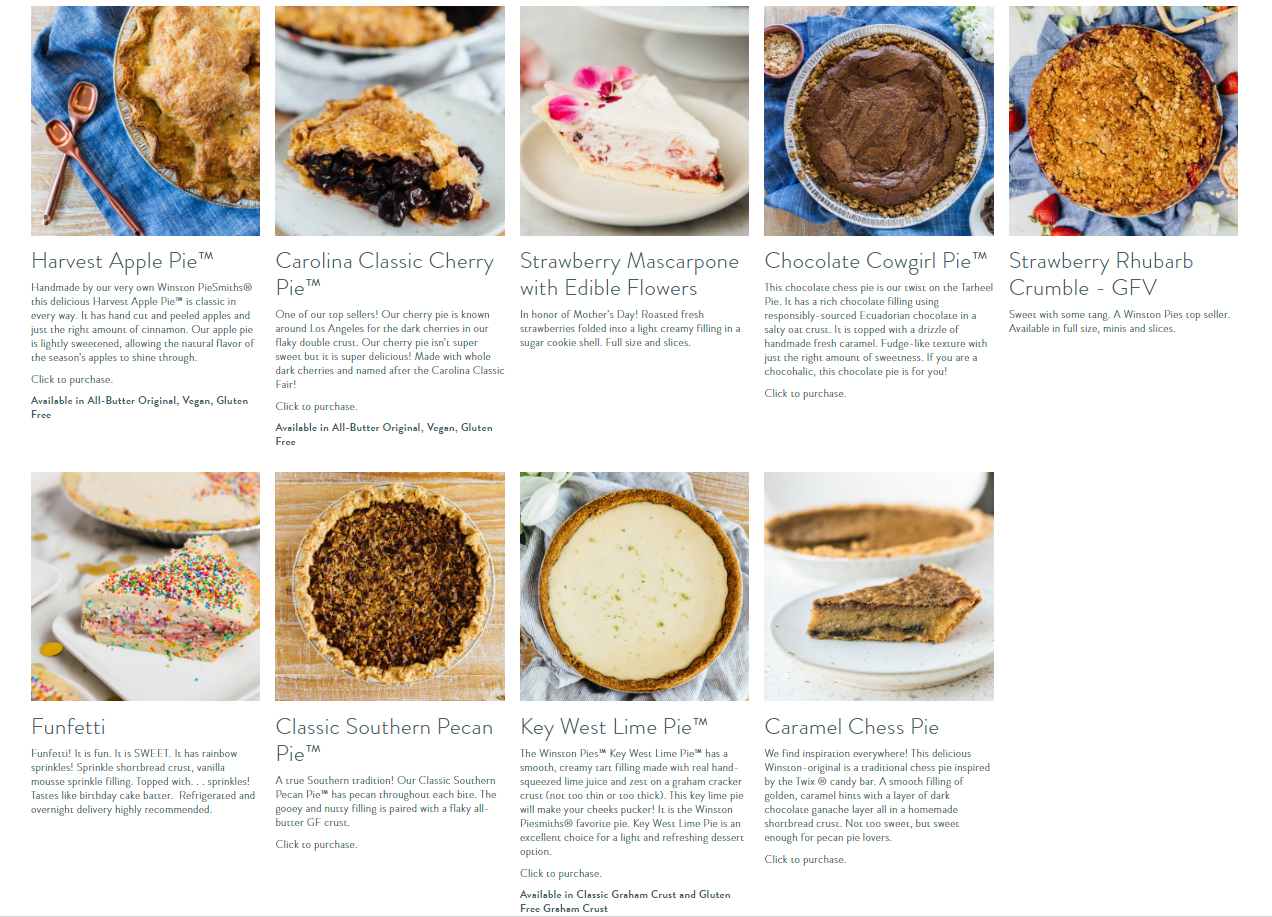 Harvest Apple Pie™
Handmade by our very own Winston PieSmiths®
this delicious Harvest Apple Pie™ is classic in
every way. It has hand cut and peeled apples and
just the right amount of cinnamon. Our apple pie
is lightly sweetened, allowing the natural flavor of
the season's apples to shine through.
Click to purchase.
Available in All-Butter Original, Vegan, Gluten
Free
Carolina Classic Cherry
Pie™
One of our top sellers! Our cherry pie is known
around Los Angeles for the dark cherries in our
flaky double crust. Our cherry pie isn't super
sweet but it is super delicious! Made with whole
dark cherries and named after the Carolina Classic
Fair!
Click to purchase.
Available in All-Butter Original, Vegan, Gluten
Free
Strawberry Mascarpone
with Edible Flowers
In honor of Mother's Day! Roasted fresh
strawberries folded into a light creamy filling in a
sugar cookie shell. Full size and slices.
Chocolate Cowgirl Pie™
This chocolate chess pie is our twist on the Tarheel
Pie. It has a rich chocolate filling using
responsibly-sourced Ecuadorian chocolate in a
salty oat crust. It is topped with a drizzle of
handmade fresh caramel. Fudge-like texture with
just the right amount of sweetness. If you are a
chocoholic, this chocolate pie is for you!
Click to purchase.
Strawberry Rhubarb
Crumble - GFV
Sweet with some tang. A Winston Pies top seller.
Available in full size, minis and slices.
Funfetti
Funfetti! It is fun. It is SWEET. It has rainbow
sprinkles! Sprinkle shortbread crust, vanilla
mousse sprinkle filling. Topped with. . . sprinkles!
Tastes like birthday cake batter. Refrigerated and
overnight delivery highly recommended.
Classic Southern Pecan
Pie™
A true Southern tradition! Our Classic Southern
Pecan Pie™ has pecan throughout each bite. The
gooey and nutty filling is paired with a flaky all-
butter GF crust.
Click to purchase.
Key West Lime Pie™
The Winston Pies™ Key West Lime Pie™ has a
smooth, creamy tart filling made with real hand-
squeezed lime juice and zest on a graham cracker
crust (not too thin or too thick). This key lime pie
will make your cheeks pucker! It is the Winston
Piesmiths® favorite pie. Key West Lime Pie is an
excellent choice for a light and refreshing dessert
option.
Click to purchase.
Available in Classic Graham Crust and Gluten
Free Graham Crust
Caramel Chess Pie
We find inspiration everywhere! This delicious
Winston-original is a traditional chess pie inspired
by the Twix ® candy bar. A smooth filling of
golden, caramel hints with a layer of dark
chocolate ganache layer all in a homemade
shortbread crust. Not too sweet, but sweet
enough for pecan pie lovers.
Click to purchase.